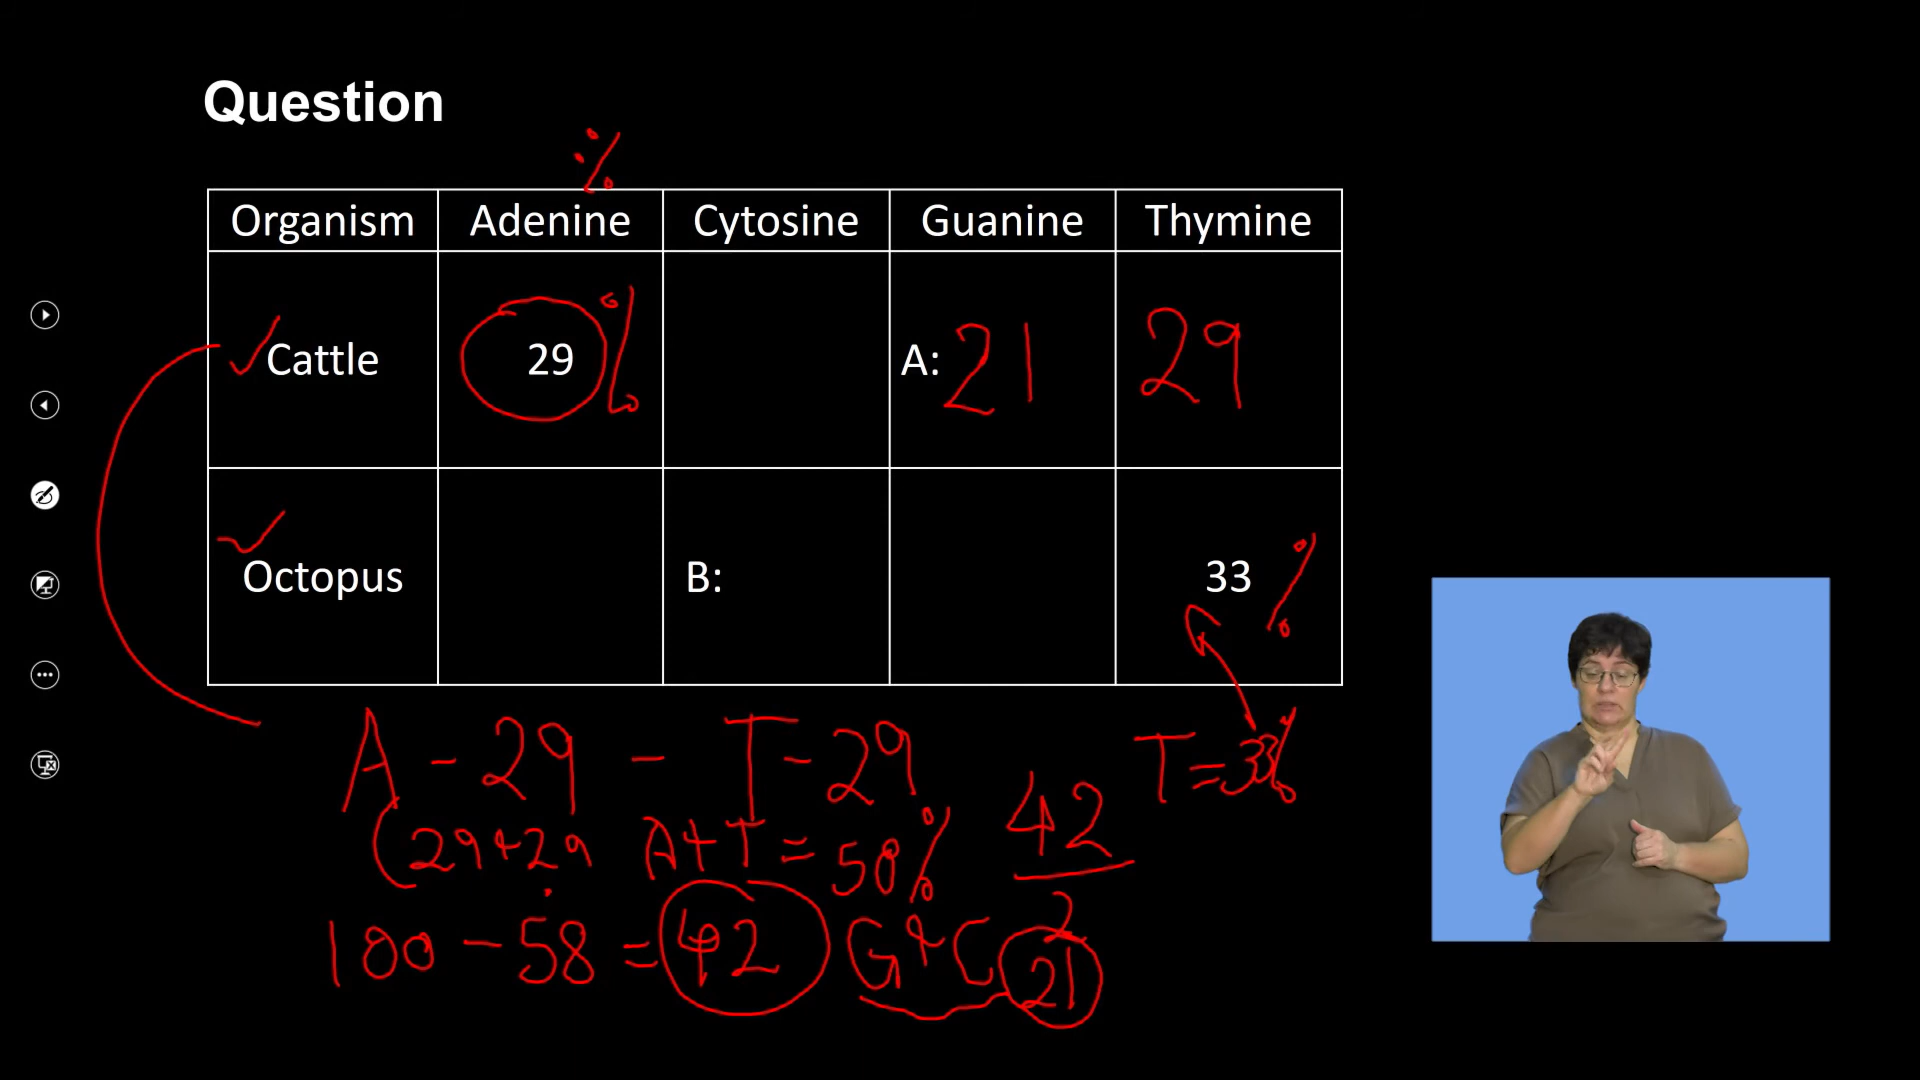 Question
%
Organism Adenine Cytosine Guanine Thymine
Cattle 29 % A: 21 29
Octopus B: 33 %
A - 29 - T - 29 T = 33%
(29+29 A+T = 58% 42
2
100 - 58 = 42 G+C 21